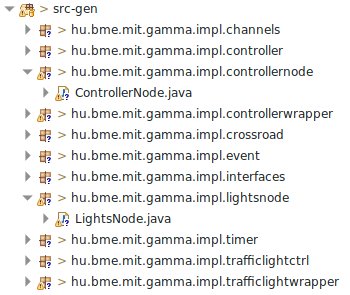 > src-gen
> hu.bme.mit.gamma.impl.channels
> hu.bme.mit.gamma.impl.controller
> hu.bme.mit.gamma.impl.controllernode
> ControllerNode.java
> hu.bme.mit.gamma.impl.controllerwrapper
> hu.bme.mit.gamma.impl.crossroad
> hu.bme.mit.gamma.impl.event
> hu.bme.mit.gamma.impl.interfaces
> hu.bme.mit.gamma.impl.lightsnode
> LightsNode.java
> hu.bme.mit.gamma.impl.timer
> hu.bme.mit.gamma.impl.trafficlightctrl
> hu.bme.mit.gamma.impl.trafficlightwrapper